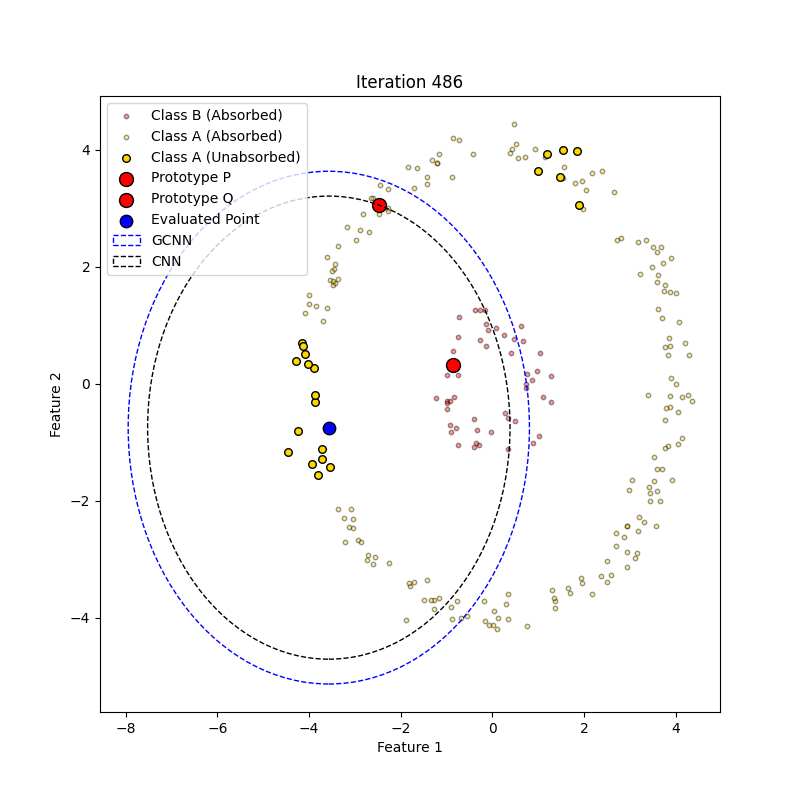 Iteration 486
Class B (Absorbed)
Class A (Absorbed)
Class A (Unabsorbed)
Prototype P
Prototype Q
Evaluated Point
GCNN
CNN
4
2
0
−2
−4
Feature 2
−8
−6
−4
−2
0
2
4
Feature 1